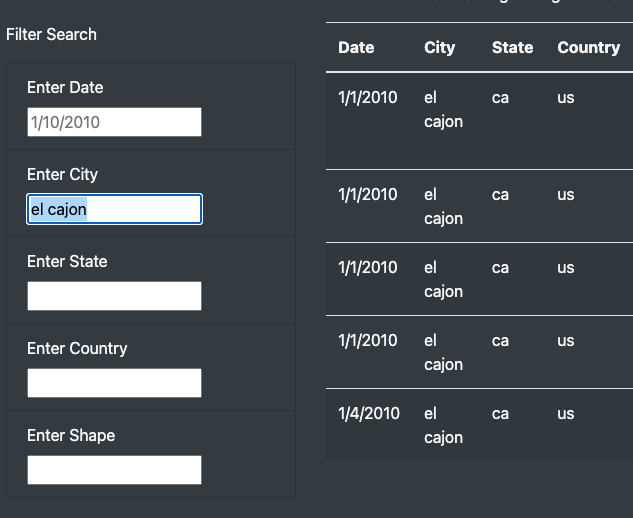 Filter Search
Enter Date
1/10/2010
Enter City
el cajon
Enter State
Enter Country
Enter Shape
Date City State Country
1/1/2010 el cajon ca us
1/1/2010 el cajon ca us
1/1/2010 el cajon ca us
1/1/2010 el cajon ca us
1/4/2010 el cajon ca us